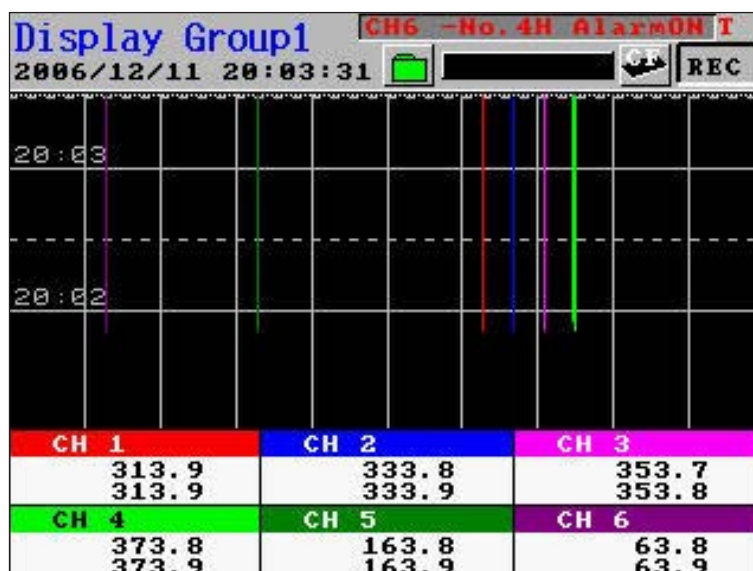 Display Group1
CH6 -No.4H AlarmON T
2006/12/11 20:03:31
CF
REC
20:03
20:02
CH 1 CH 2 CH 3
313.9 333.8 353.7
313.9 333.9 353.8
CH 4 CH 5 CH 6
373.8 163.8 63.8
373.9 163.9 63.9